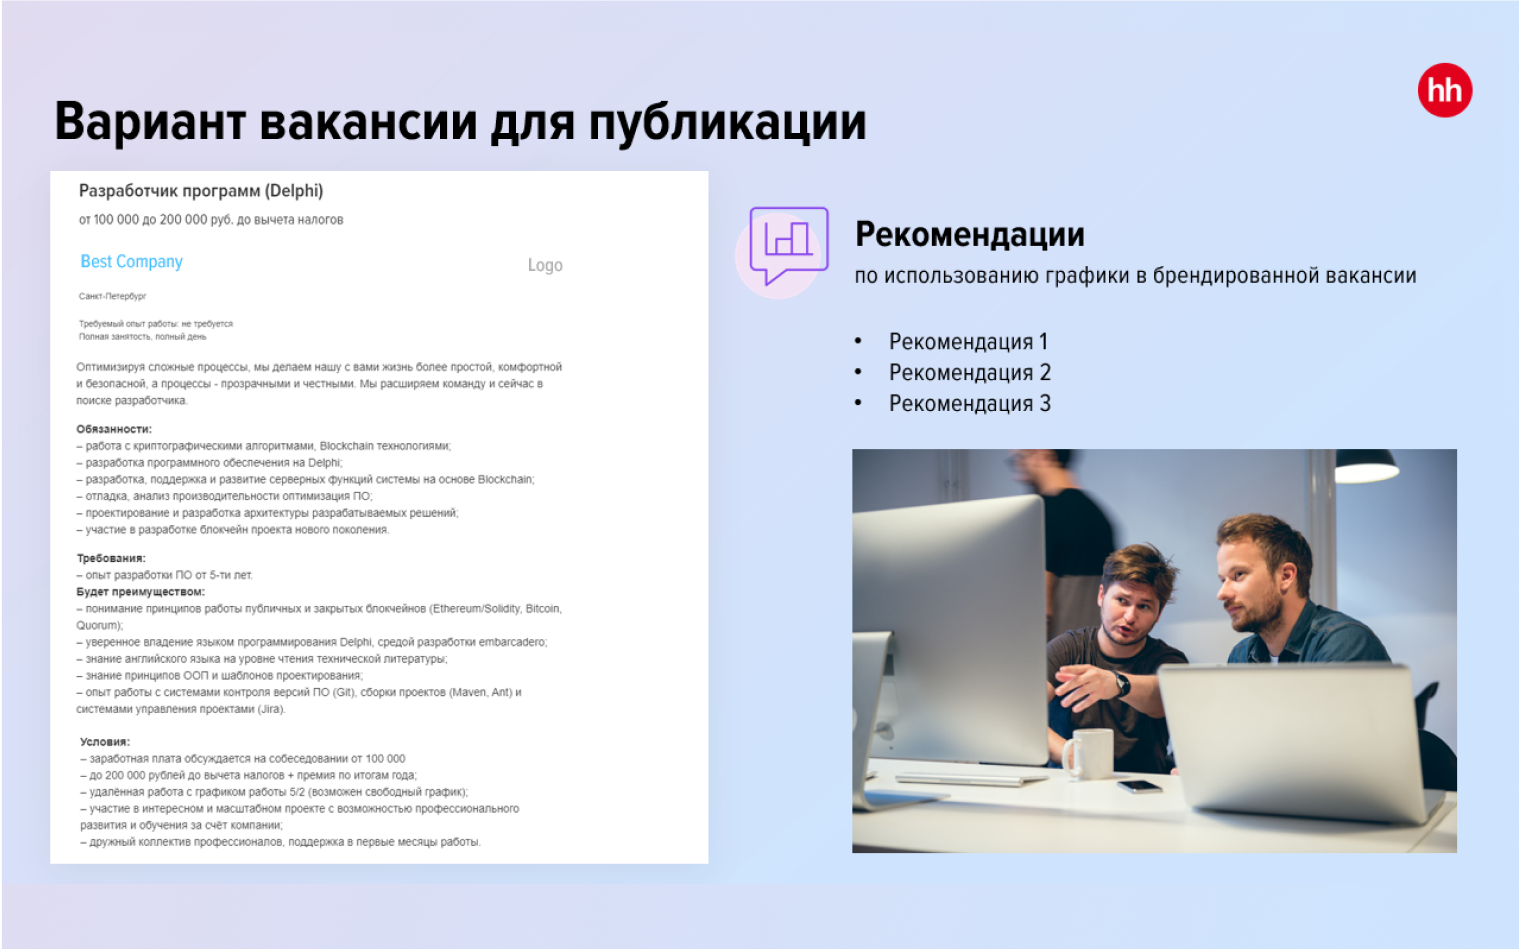 hh
Вариант вакансии для публикации
Разработчик программ (Delphi)
от 100 000 до 200 000 руб. до вычета налогов
Best Company
Logo
Санкт-Петербург
Требуемый опыт работы: не требуется
Полная занятость, полный день
Оптимизируя сложные процессы, мы делаем нашу с вами жизнь более простой, комфортной
и безопасной, а процессы - прозрачными и честными. Мы расширяем команду и сейчас в
поиске разработчика.
Обязанности:
– работа с криптографическими алгоритмами, Blockchain технологиями;
– разработка программного обеспечения на Delphi;
– разработка, поддержка и развитие серверных функций системы на основе Blockchain;
– отладка, анализ производительности оптимизация ПО;
– проектирование и разработка архитектуры разрабатываемых решений;
– участие в разработке блокчейн проекта нового поколения.
Требования:
– опыт разработки ПО от 5-ти лет.
Будет преимуществом:
– понимание принципов работы публичных и закрытых блокчейнов (Ethereum/Solidity, Bitcoin,
Quorum);
– уверенное владение языком программирования Delphi, средой разработки embarcadero;
– знание английского языка на уровне чтения технической литературы;
– знание принципов ООП и шаблонов проектирования;
– опыт работы с системами контроля версий ПО (Git), сборки проектов (Maven, Ant) и
системами управления проектами (Jira).
Условия:
– заработная плата обсуждается на собеседовании от 100 000
– до 200 000 рублей до вычета налогов + премия по итогам года;
– удалённая работа с графиком работы 5/2 (возможен свободный график);
– участие в интересном и масштабном проекте с возможностью профессионального
развития и обучения за счёт компании;
– дружный коллектив профессионалов, поддержка в первые месяцы работы.
Рекомендации
по использованию графики в брендированной вакансии
• Рекомендация 1
• Рекомендация 2
• Рекомендация 3